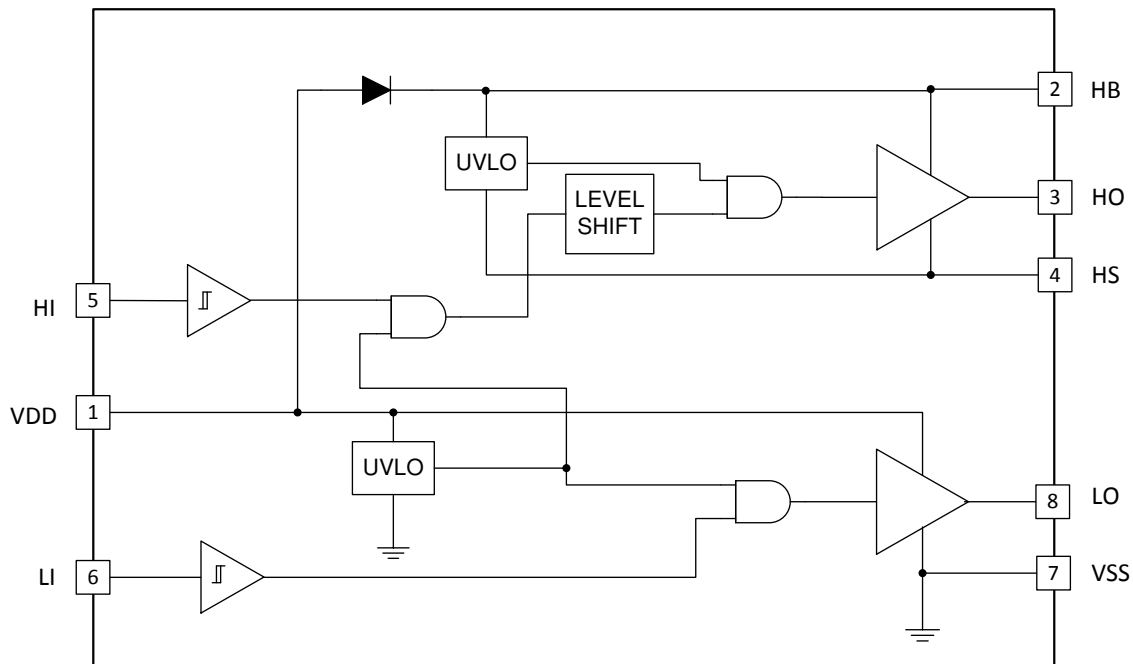 2 HB
UVLO
LEVEL
SHIFT
3 HO
4 HS
HI 5
VDD 1
UVLO
8 LO
LI 6
7 VSS